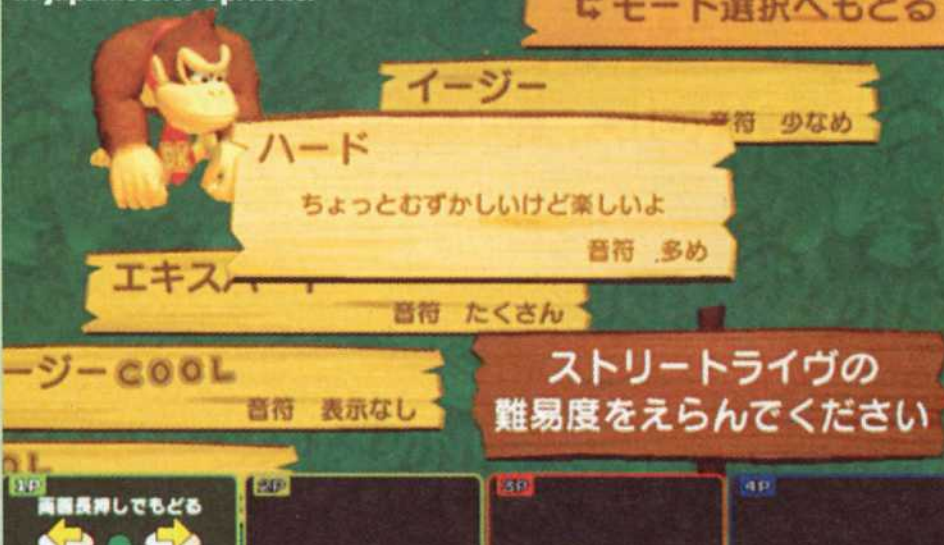 モード選択へもどる
イージー
音符 少なめ
ハード
ちょっとむずかしいけど楽しいよ
音符 多め
エキス
音符 たくさん
ージーCOOL
音符 表示なし
ストリートライヴの
難易度をえらんでください
OL
1P
2P
3P
4P
両面長押しでもどる